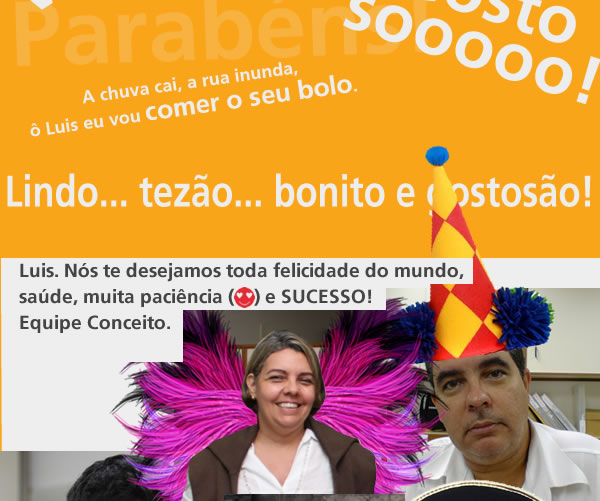 Parabéns!
sooooo!
A chuva cai, a rua inunda,
ô Luis eu vou comer o seu bolo.
Lindo... tezão... bonito e gostosão!
Luis. Nós te desejamos toda felicidade do mundo,
saúde, muita paciência (😍) e SUCESSO!
Equipe Conceito.